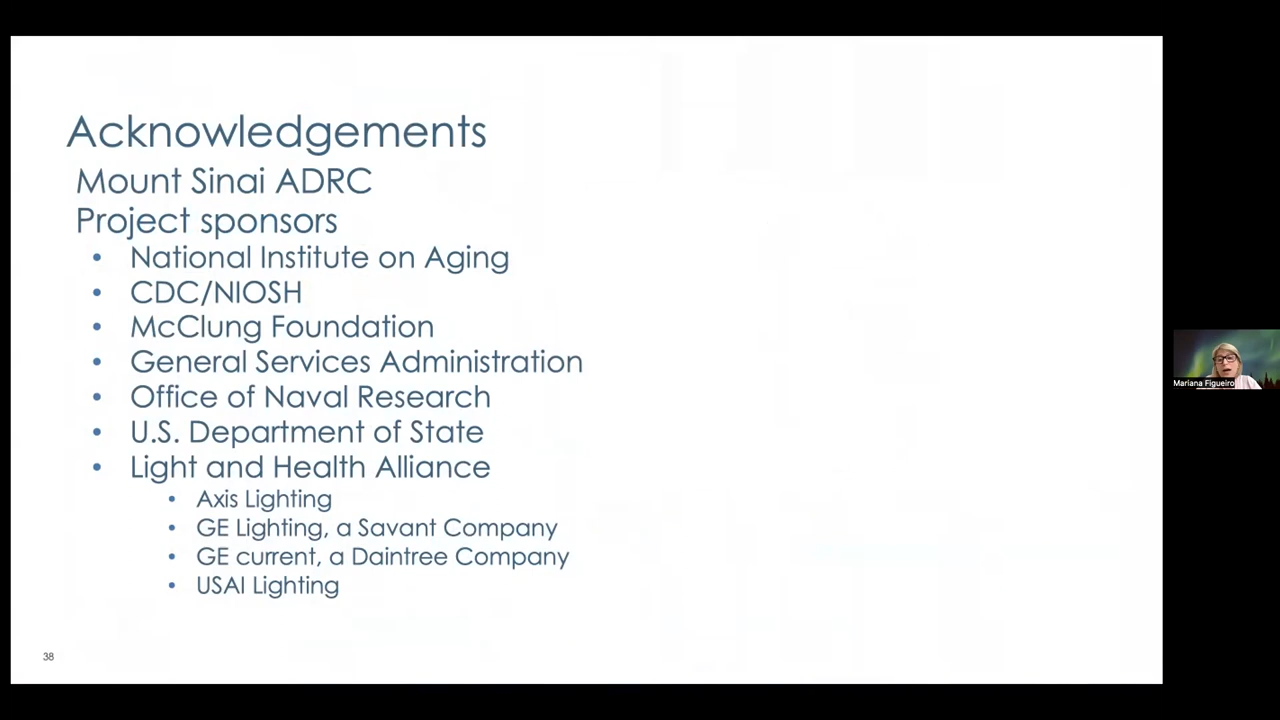 Acknowledgements
Mount Sinai ADRC
Project sponsors
• National Institute on Aging
• CDC/NIOSH
• McClung Foundation
• General Services Administration
• Office of Naval Research
• U.S. Department of State
• Light and Health Alliance
• Axis Lighting
• GE Lighting, a Savant Company
• GE current, a Daintree Company
• USAI Lighting
Mariana Figueiro
38